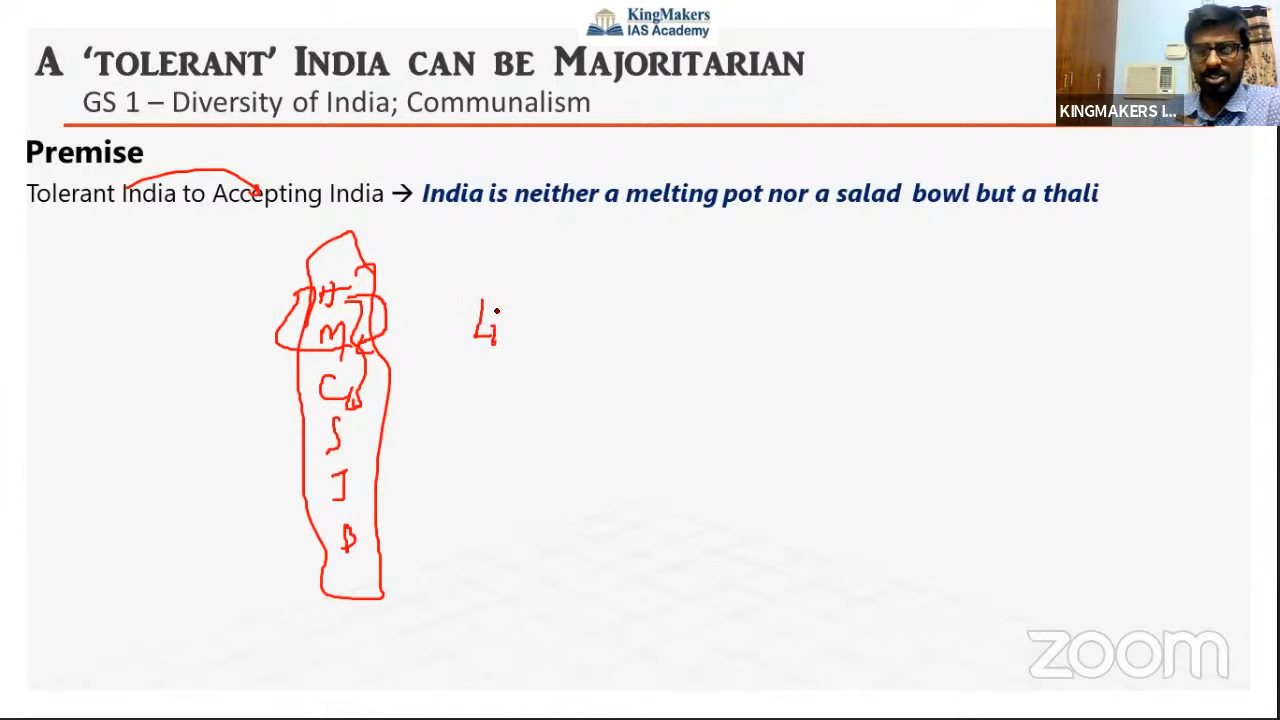 KingMakers
IAS Academy
A ‘TOLERANT’ INDIA CAN BE MAJORITARIAN
GS 1 – Diversity of India; Communalism
KINGMAKERS I...
Premise
Tolerant India to Accepting India → India is neither a melting pot nor a salad bowl but a thali
H
M
C
S
J
B
zoom